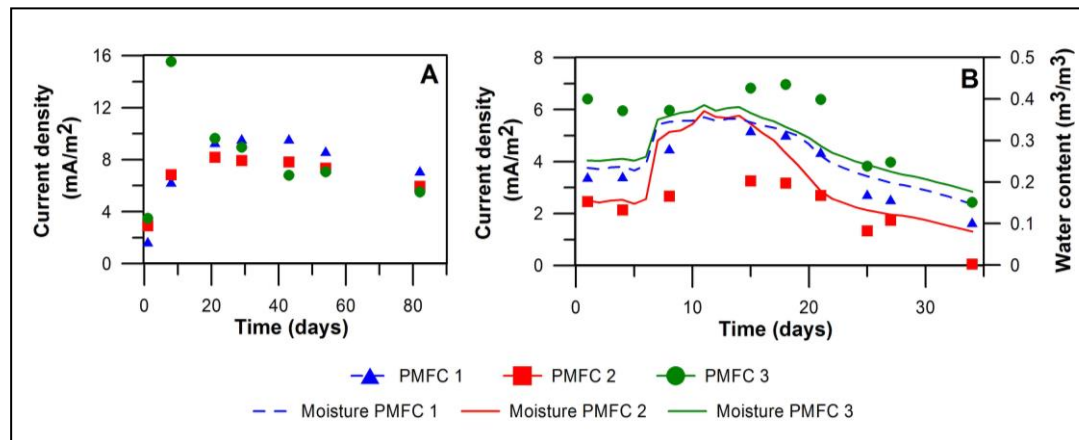 A
Current density
(mA/m²)
16
12
8
4
0
0
20
40
60
80
Time (days)
B
Current density
(mA/m²)
8
6
4
2
0
0
10
20
30
Time (days)
0.5
0.4
0.3
0.2
0.1
0
Water content (m³/m³)
PMFC 1
PMFC 2
PMFC 3
Moisture PMFC 1
Moisture PMFC 2
Moisture PMFC 3